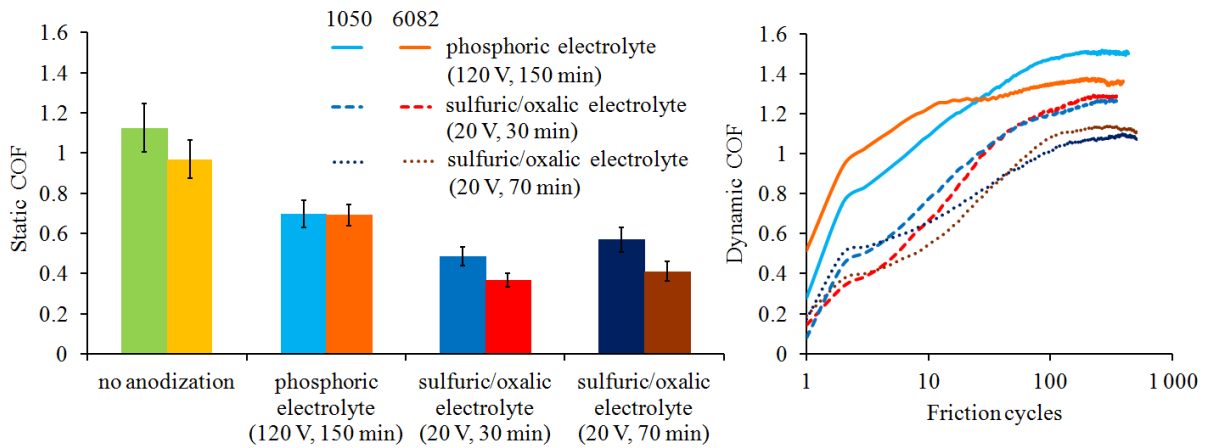 1050 6082
phosphoric electrolyte
(120 V, 150 min)
sulfuric/oxalic electrolyte
(20 V, 30 min)
sulfuric/oxalic electrolyte
(20 V, 70 min)
Static COF
1.6
1.4
1.2
1
0.8
0.6
0.4
0.2
0
no anodization
phosphoric
electrolyte
(120 V, 150 min)
sulfuric/oxalic
electrolyte
(20 V, 30 min)
sulfuric/oxalic
electrolyte
(20 V, 70 min)
Dynamic COF
1.6
1.4
1.2
1
0.8
0.6
0.4
0.2
0
1 10 100 1 000
Friction cycles